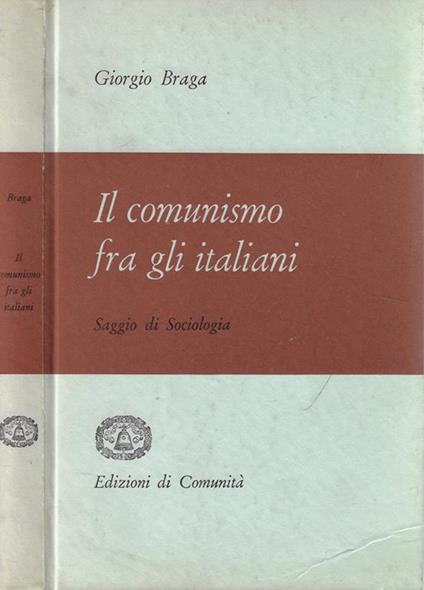 Giorgio Braga
Il comunismo
fra gli italiani
Saggio di Sociologia
Edizioni di Comunità
Braga
Il
comunismo
fra gli
italiani